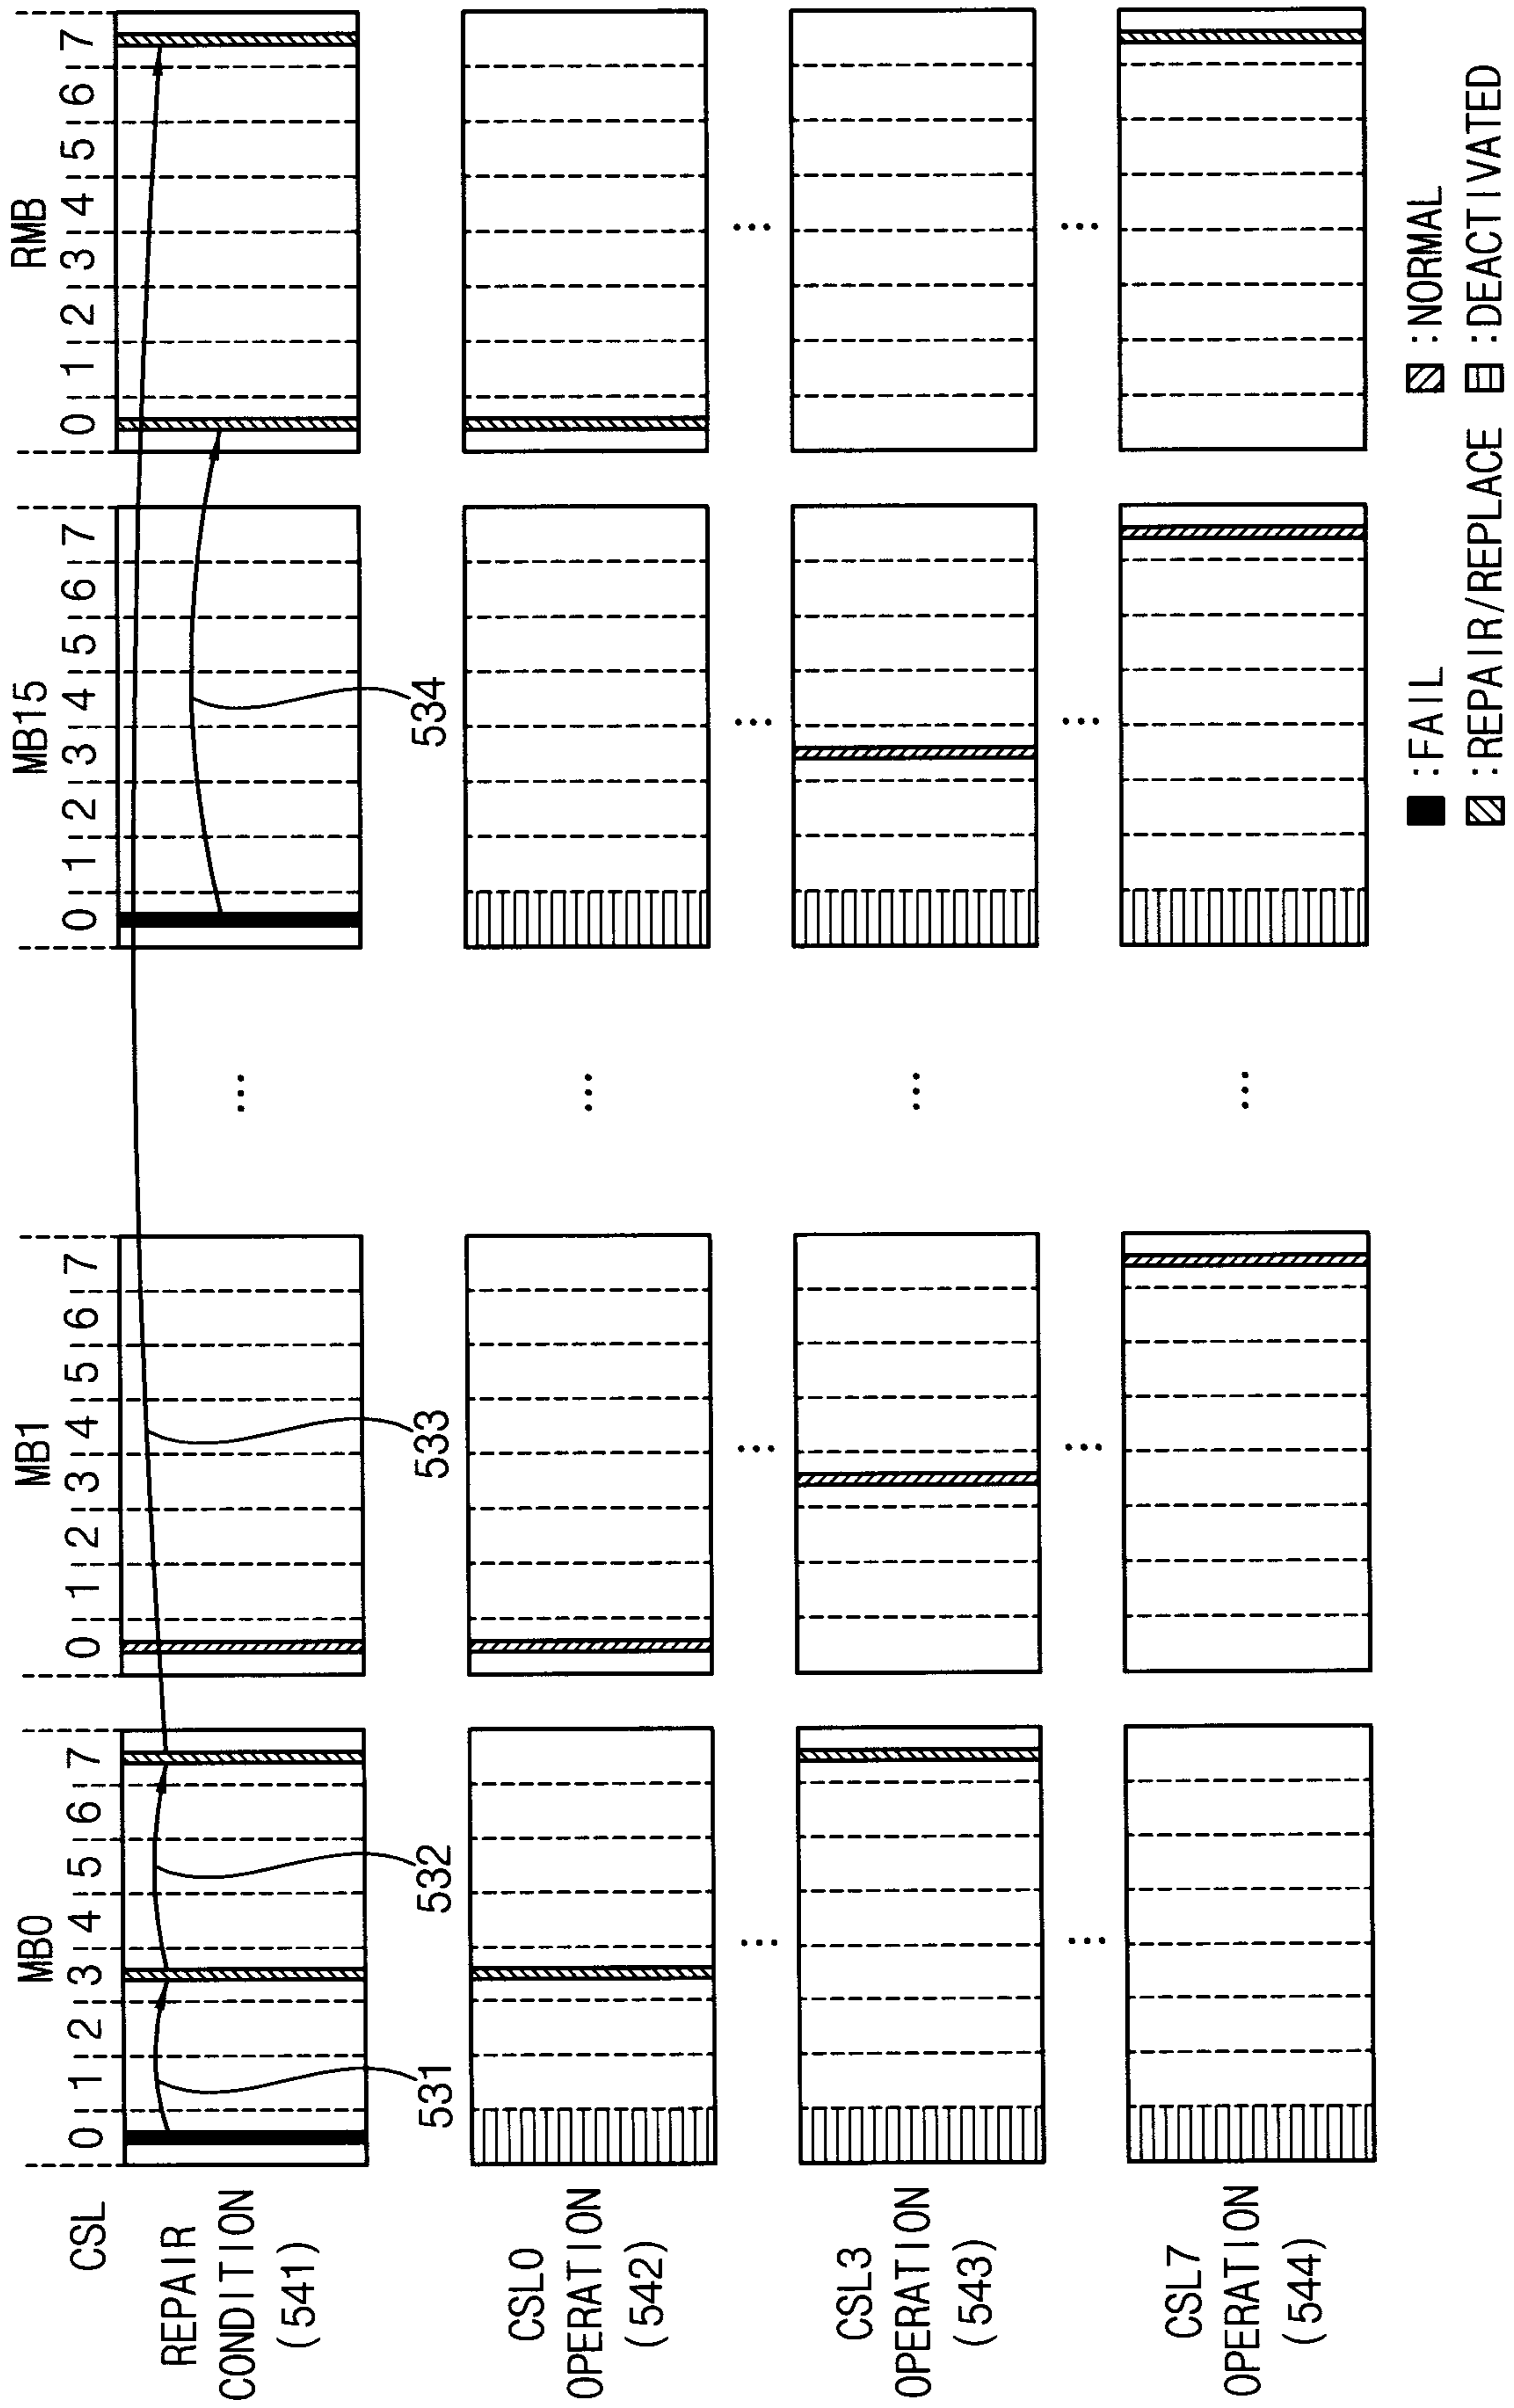 MB0 MB1 MB15 RMB
CSL 0 1 2 3 4 5 6 7 0 1 2 3 4 5 6 7 0 1 2 3 4 5 6 7 0 1 2 3 4 5 6 7
REPAIR
CONDITION
(541)
...
531 532 533 534
CSL0
OPERATION
(542)
...
... ... ... ...
CSL3
OPERATION
(543)
...
... ... ... ...
CSL7
OPERATION
(544)
...
:FAIL :NORMAL
:REPAIR/REPLACE :DEACTIVATED